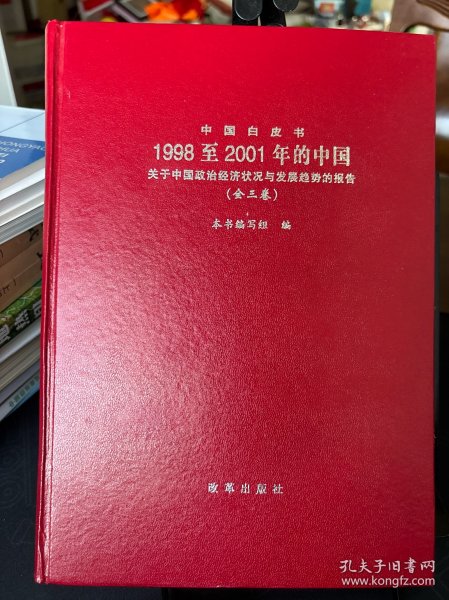 中国白皮书
1998至2001年的中国
关于中国政治经济状况与发展趋势的报告
(全三卷)
本书编写组 编
改革出版社
孔夫子旧书网
www.kongfz.com